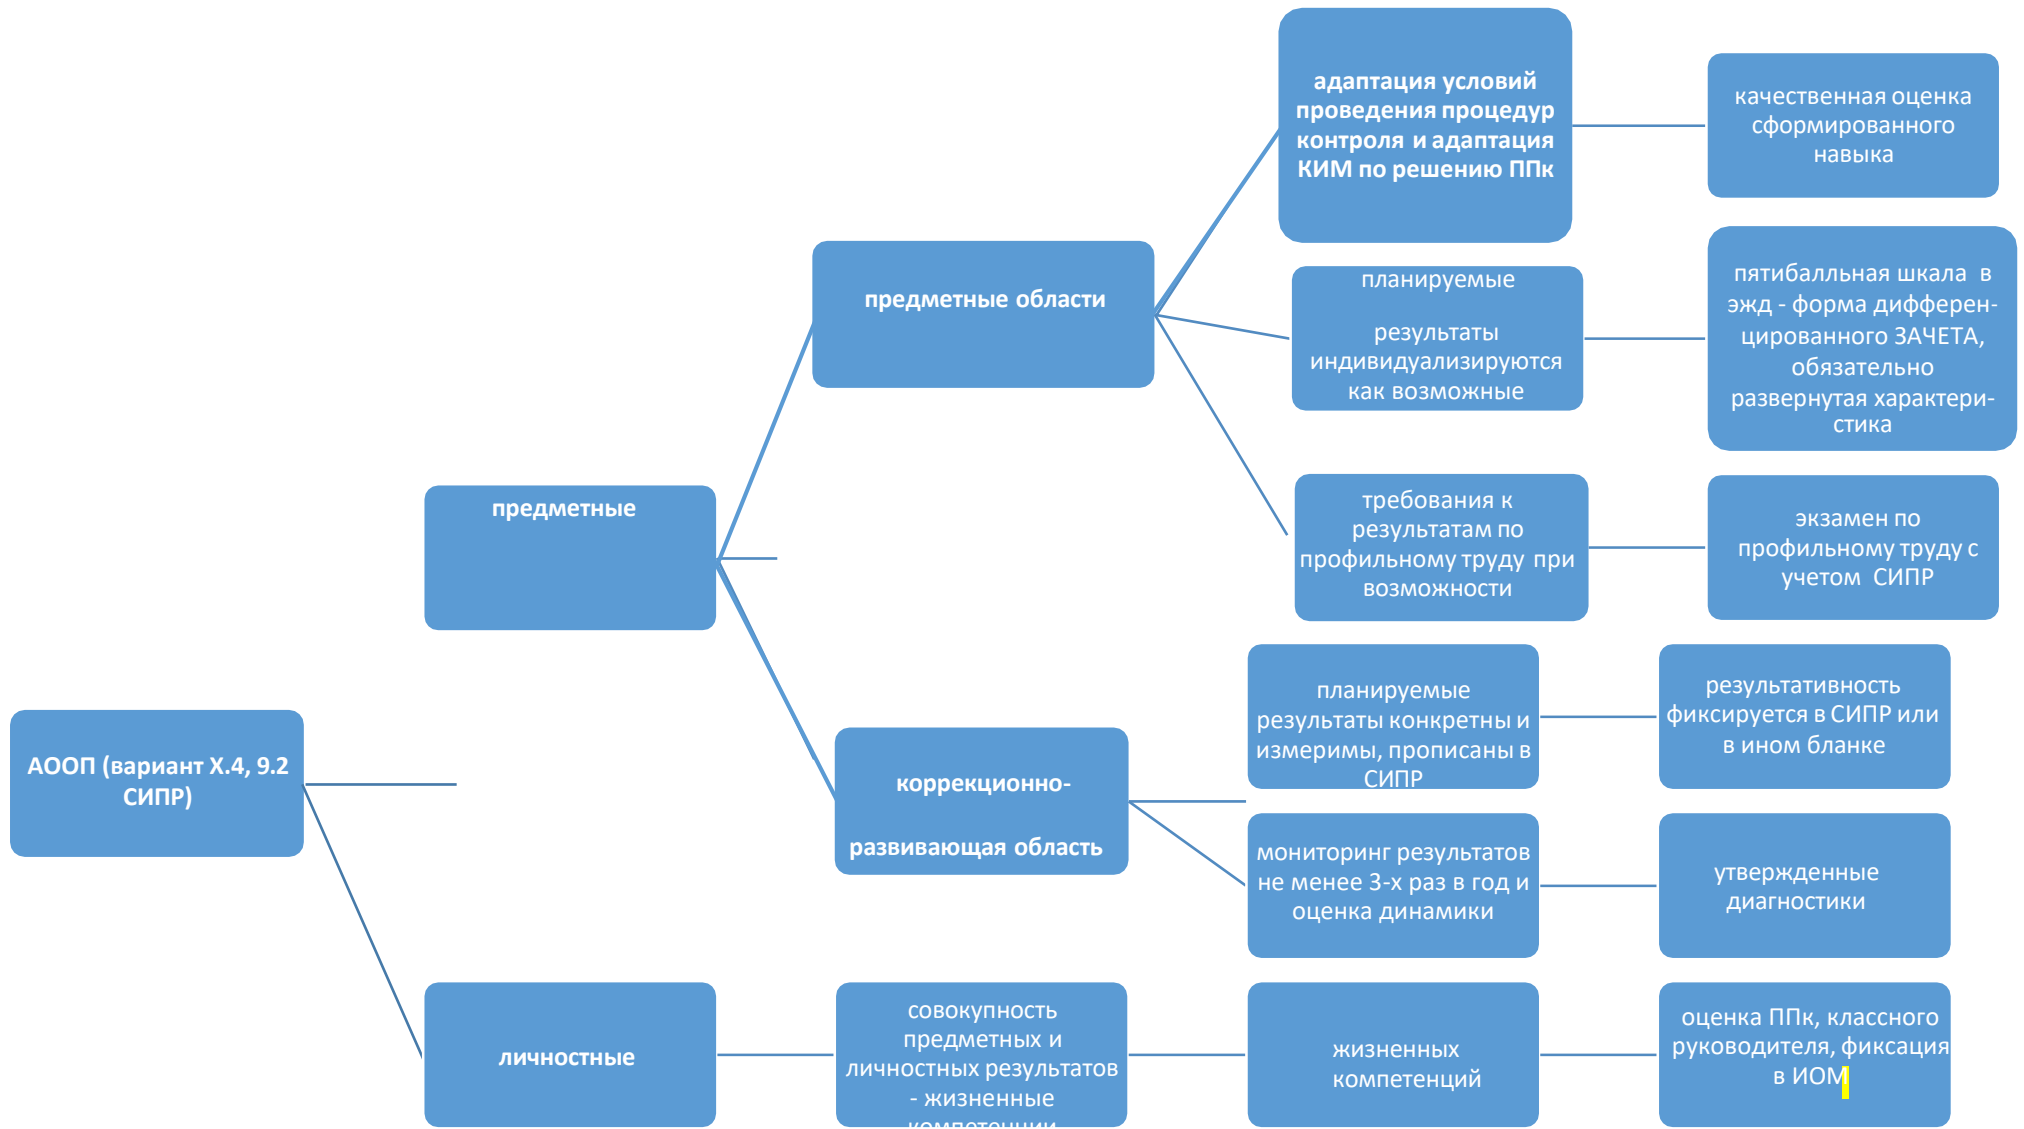 АООП (вариант X.4, 9.2
СИПР)
предметные
предметные области
адаптация условий
проведения процедур
контроля и адаптация
КИМ по решению ППк
качественная оценка
сформированного
навыка
планируемые
результаты
индивидуализируются
как возможные
пятибалльная шкала в
эжд - форма дифферен-
цированного ЗАЧЕТА,
обязательно
развернутая характери-
стика
требования к
результатам по
профильному труду при
возможности
экзамен по
профильному труду с
учетом СИПР
коррекционно-
развивающая область
планируемые
результаты конкретны и
измеримы, прописаны в
СИПР
результативность
фиксируется в СИПР или
в ином бланке
мониторинг результатов
не менее 3-х раз в год и
оценка динамики
утвержденные
диагностики
личностные
совокупность
предметных и
личностных результатов
- жизненные
компетенции
жизненных
компетенций
оценка ППк, классного
руководителя, фиксация
в ИОМ